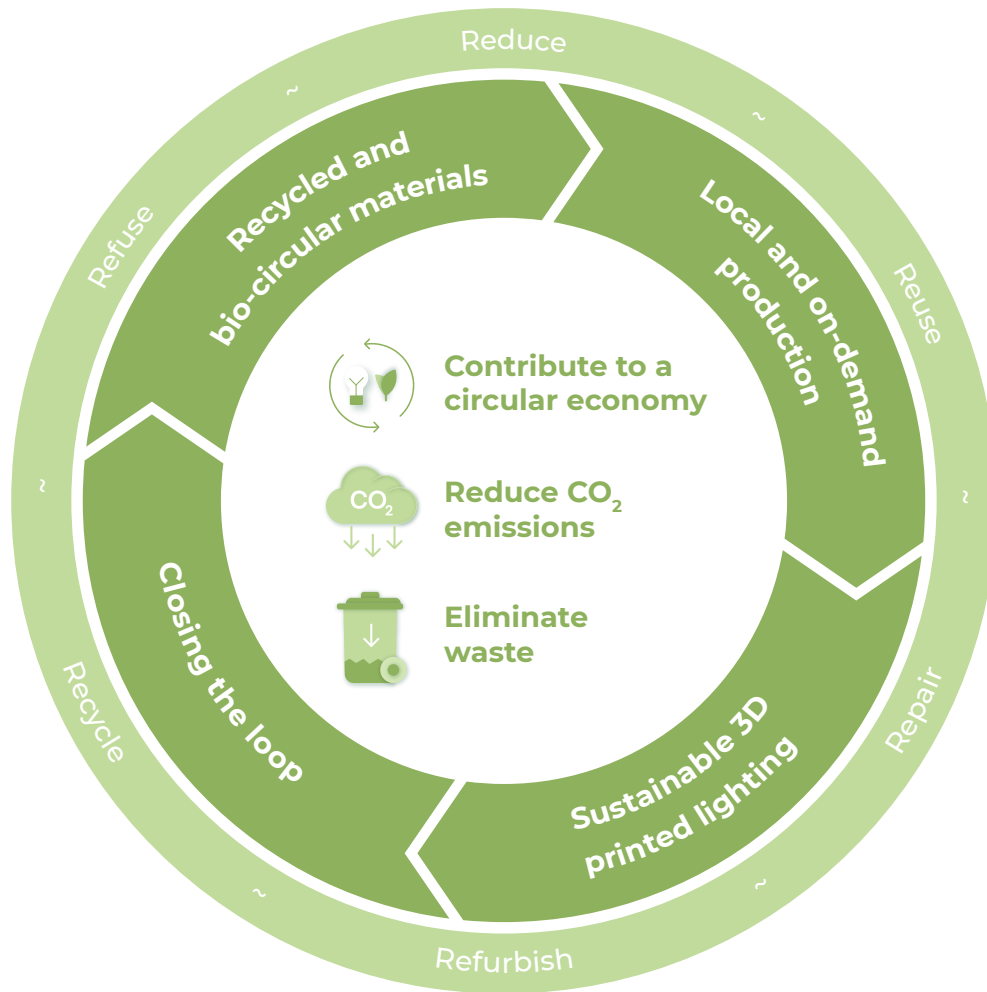 Reduce
~
Reuse
~
Repair
~
Refurbish
~
Recycle
~
Refuse
~
Recycled and
bio-circular materials
Local and on-demand
production
Sustainable 3D
printed lighting
Closing the loop
Contribute to a
circular economy
CO₂
Reduce CO₂
emissions
Eliminate
waste